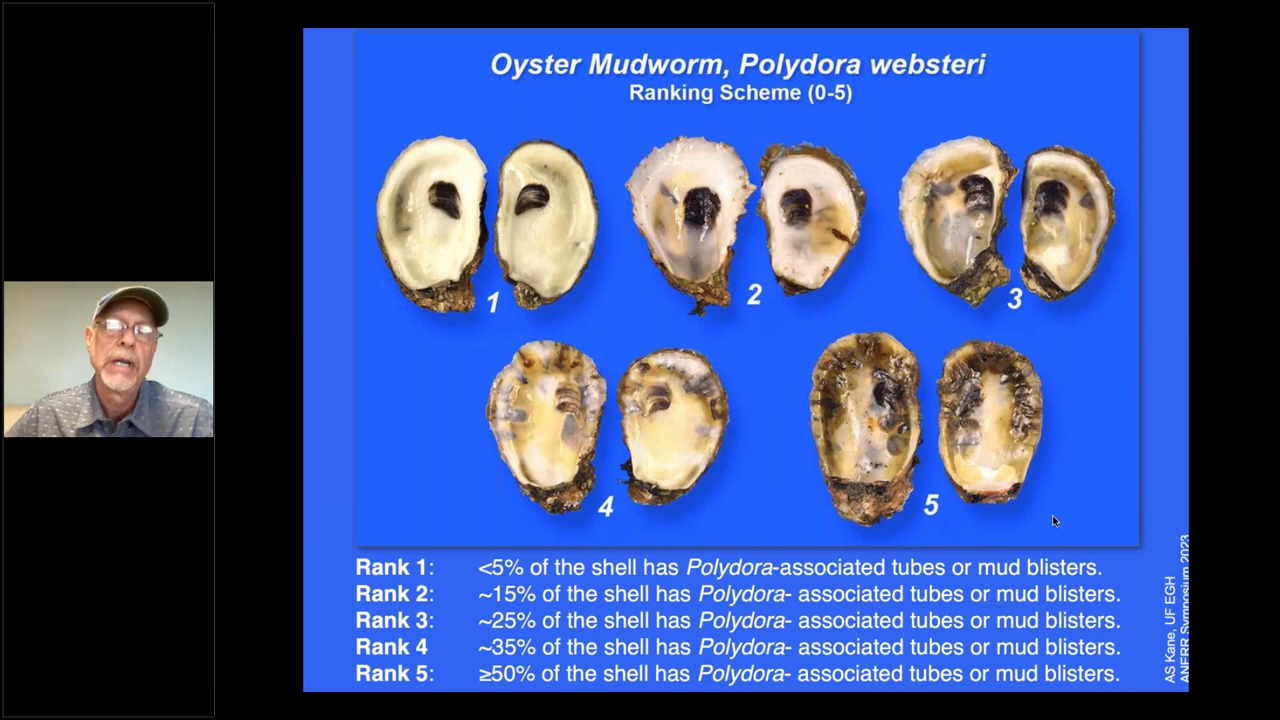 Oyster Mudworm, Polydora websteri
Ranking Scheme (0-5)
1
2
3
4
5
Rank 1: <5% of the shell has Polydora-associated tubes or mud blisters.
Rank 2: ~15% of the shell has Polydora- associated tubes or mud blisters.
Rank 3: ~25% of the shell has Polydora- associated tubes or mud blisters.
Rank 4 ~35% of the shell has Polydora- associated tubes or mud blisters.
Rank 5: ≥50% of the shell has Polydora- associated tubes or mud blisters.
AS Kane, UF EGH
ANERR Symposium 2023